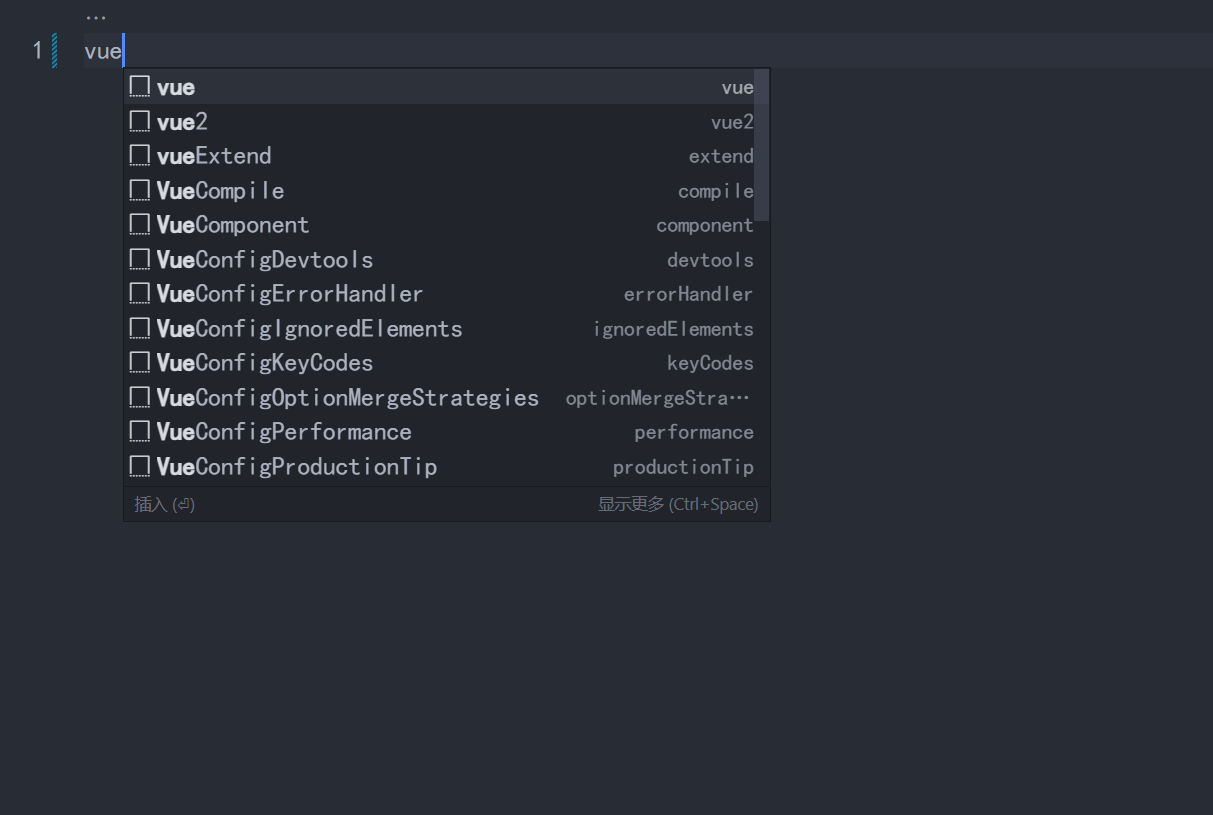 ...
1 vue
vue vue
vue2 vue2
vueExtend extend
VueCompile compile
VueComponent component
VueConfigDevtools devtools
VueConfigErrorHandler errorHandler
VueConfigIgnoredElements ignoredElements
VueConfigKeyCodes keyCodes
VueConfigOptionMergeStrategies optionMergeStra…
VueConfigPerformance performance
VueConfigProductionTip productionTip
插入 (⏎) 显示更多 (Ctrl+Space)